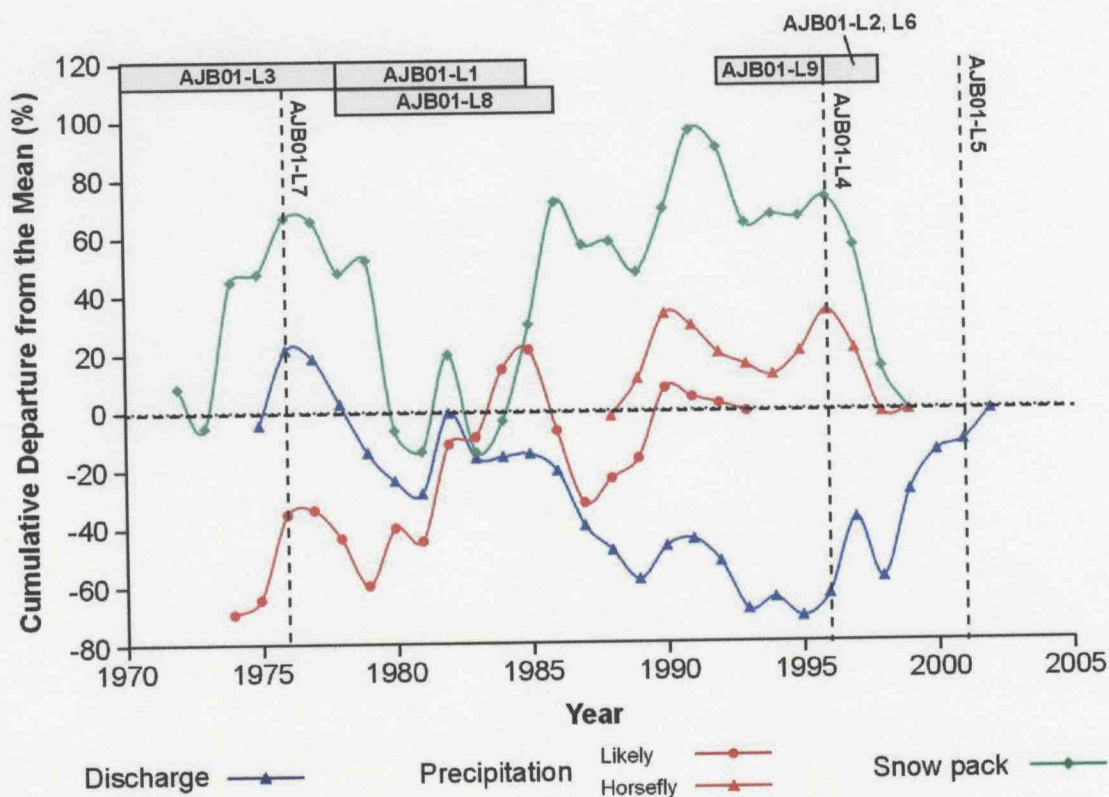 AJB01-L2, L6
120
AJB01-L3
AJB01-L1
AJB01-L9
AJB01-L8
100
80
60
40
20
0
-20
-40
-60
-80
Cumulative Departure from the Mean (%)
AJB01-L7
AJB01-L4
AJB01-L5
1970 1975 1980 1985 1990 1995 2000 2005
Year
Discharge
Precipitation
Likely
Horsefly
Snow pack